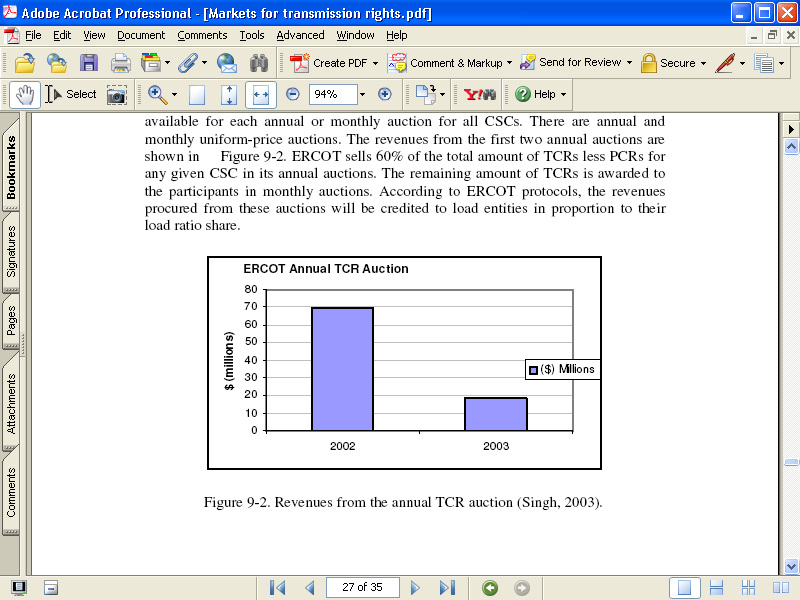 Adobe Acrobat Professional - [Markets for transmission rights.pdf]
File Edit View Document Comments Tools Advanced Window Help
Create PDF Comment & Markup Send for Review Secure
Select 94% Y! Help
Bookmarks
Signatures
Pages
Attachments
Comments
available for each annual or monthly auction for all CSCs. There are annual and
monthly uniform-price auctions. The revenues from the first two annual auctions are
shown in Figure 9-2. ERCOT sells 60% of the total amount of TCRs less PCRs for
any given CSC in its annual auctions. The remaining amount of TCRs is awarded to
the participants in monthly auctions. According to ERCOT protocols, the revenues
procured from these auctions will be credited to load entities in proportion to their
load ratio share.
ERCOT Annual TCR Auction
$ (millions)
80
70
60
50
40
30
20
10
0
2002 2003
($) Millions
Figure 9-2. Revenues from the annual TCR auction (Singh, 2003).
27 of 35